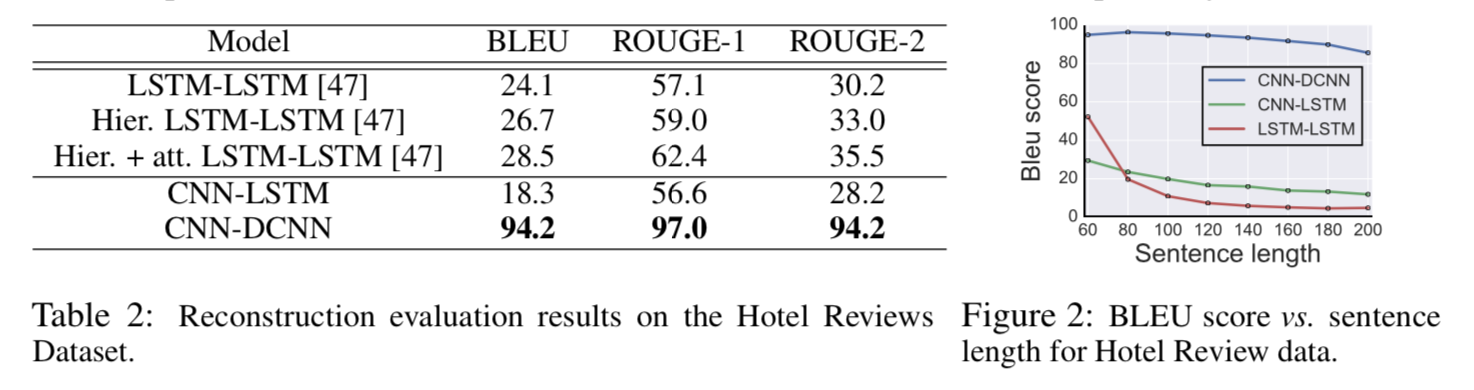 Model BLEU ROUGE-1 ROUGE-2
LSTM-LSTM [47] 24.1 57.1 30.2
Hier. LSTM-LSTM [47] 26.7 59.0 33.0
Hier. + att. LSTM-LSTM [47] 28.5 62.4 35.5
CNN-LSTM 18.3 56.6 28.2
CNN-DCNN 94.2 97.0 94.2
Table 2: Reconstruction evaluation results on the Hotel Reviews
Dataset.
Bleu score
100
80
60
40
20
0
CNN-DCNN
CNN-LSTM
LSTM-LSTM
60 80 100 120 140 160 180 200
Sentence length
Figure 2: BLEU score vs. sentence
length for Hotel Review data.